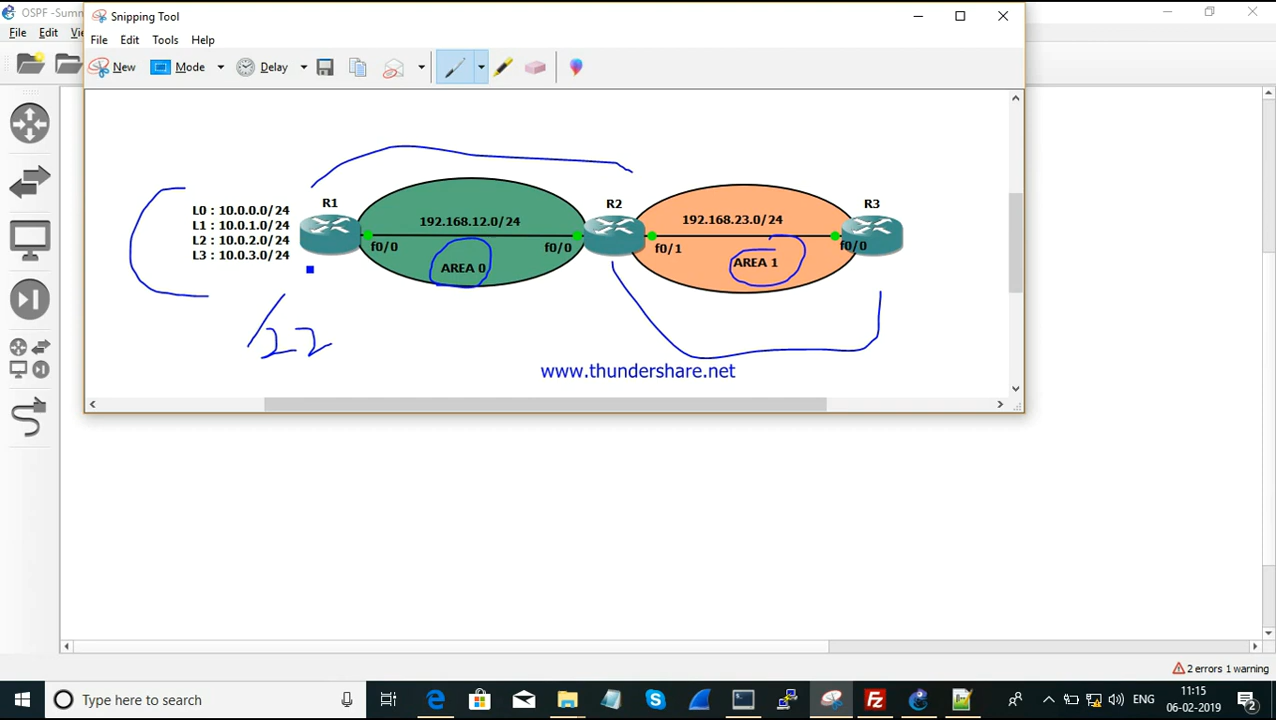 OSPF -Summ
Snipping Tool
File Edit Vi
File Edit Tools Help
New Mode Delay
R1 R2 R3
L0 : 10.0.0.0/24
L1 : 10.0.1.0/24
L2 : 10.0.2.0/24
L3 : 10.0.3.0/24
192.168.12.0/24 192.168.23.0/24
f0/0 f0/0 f0/1 f0/0
AREA 0 AREA 1
/22
www.thundershare.net
2 errors 1 warning
Type here to search
ENG
11:15
06-02-2019
2